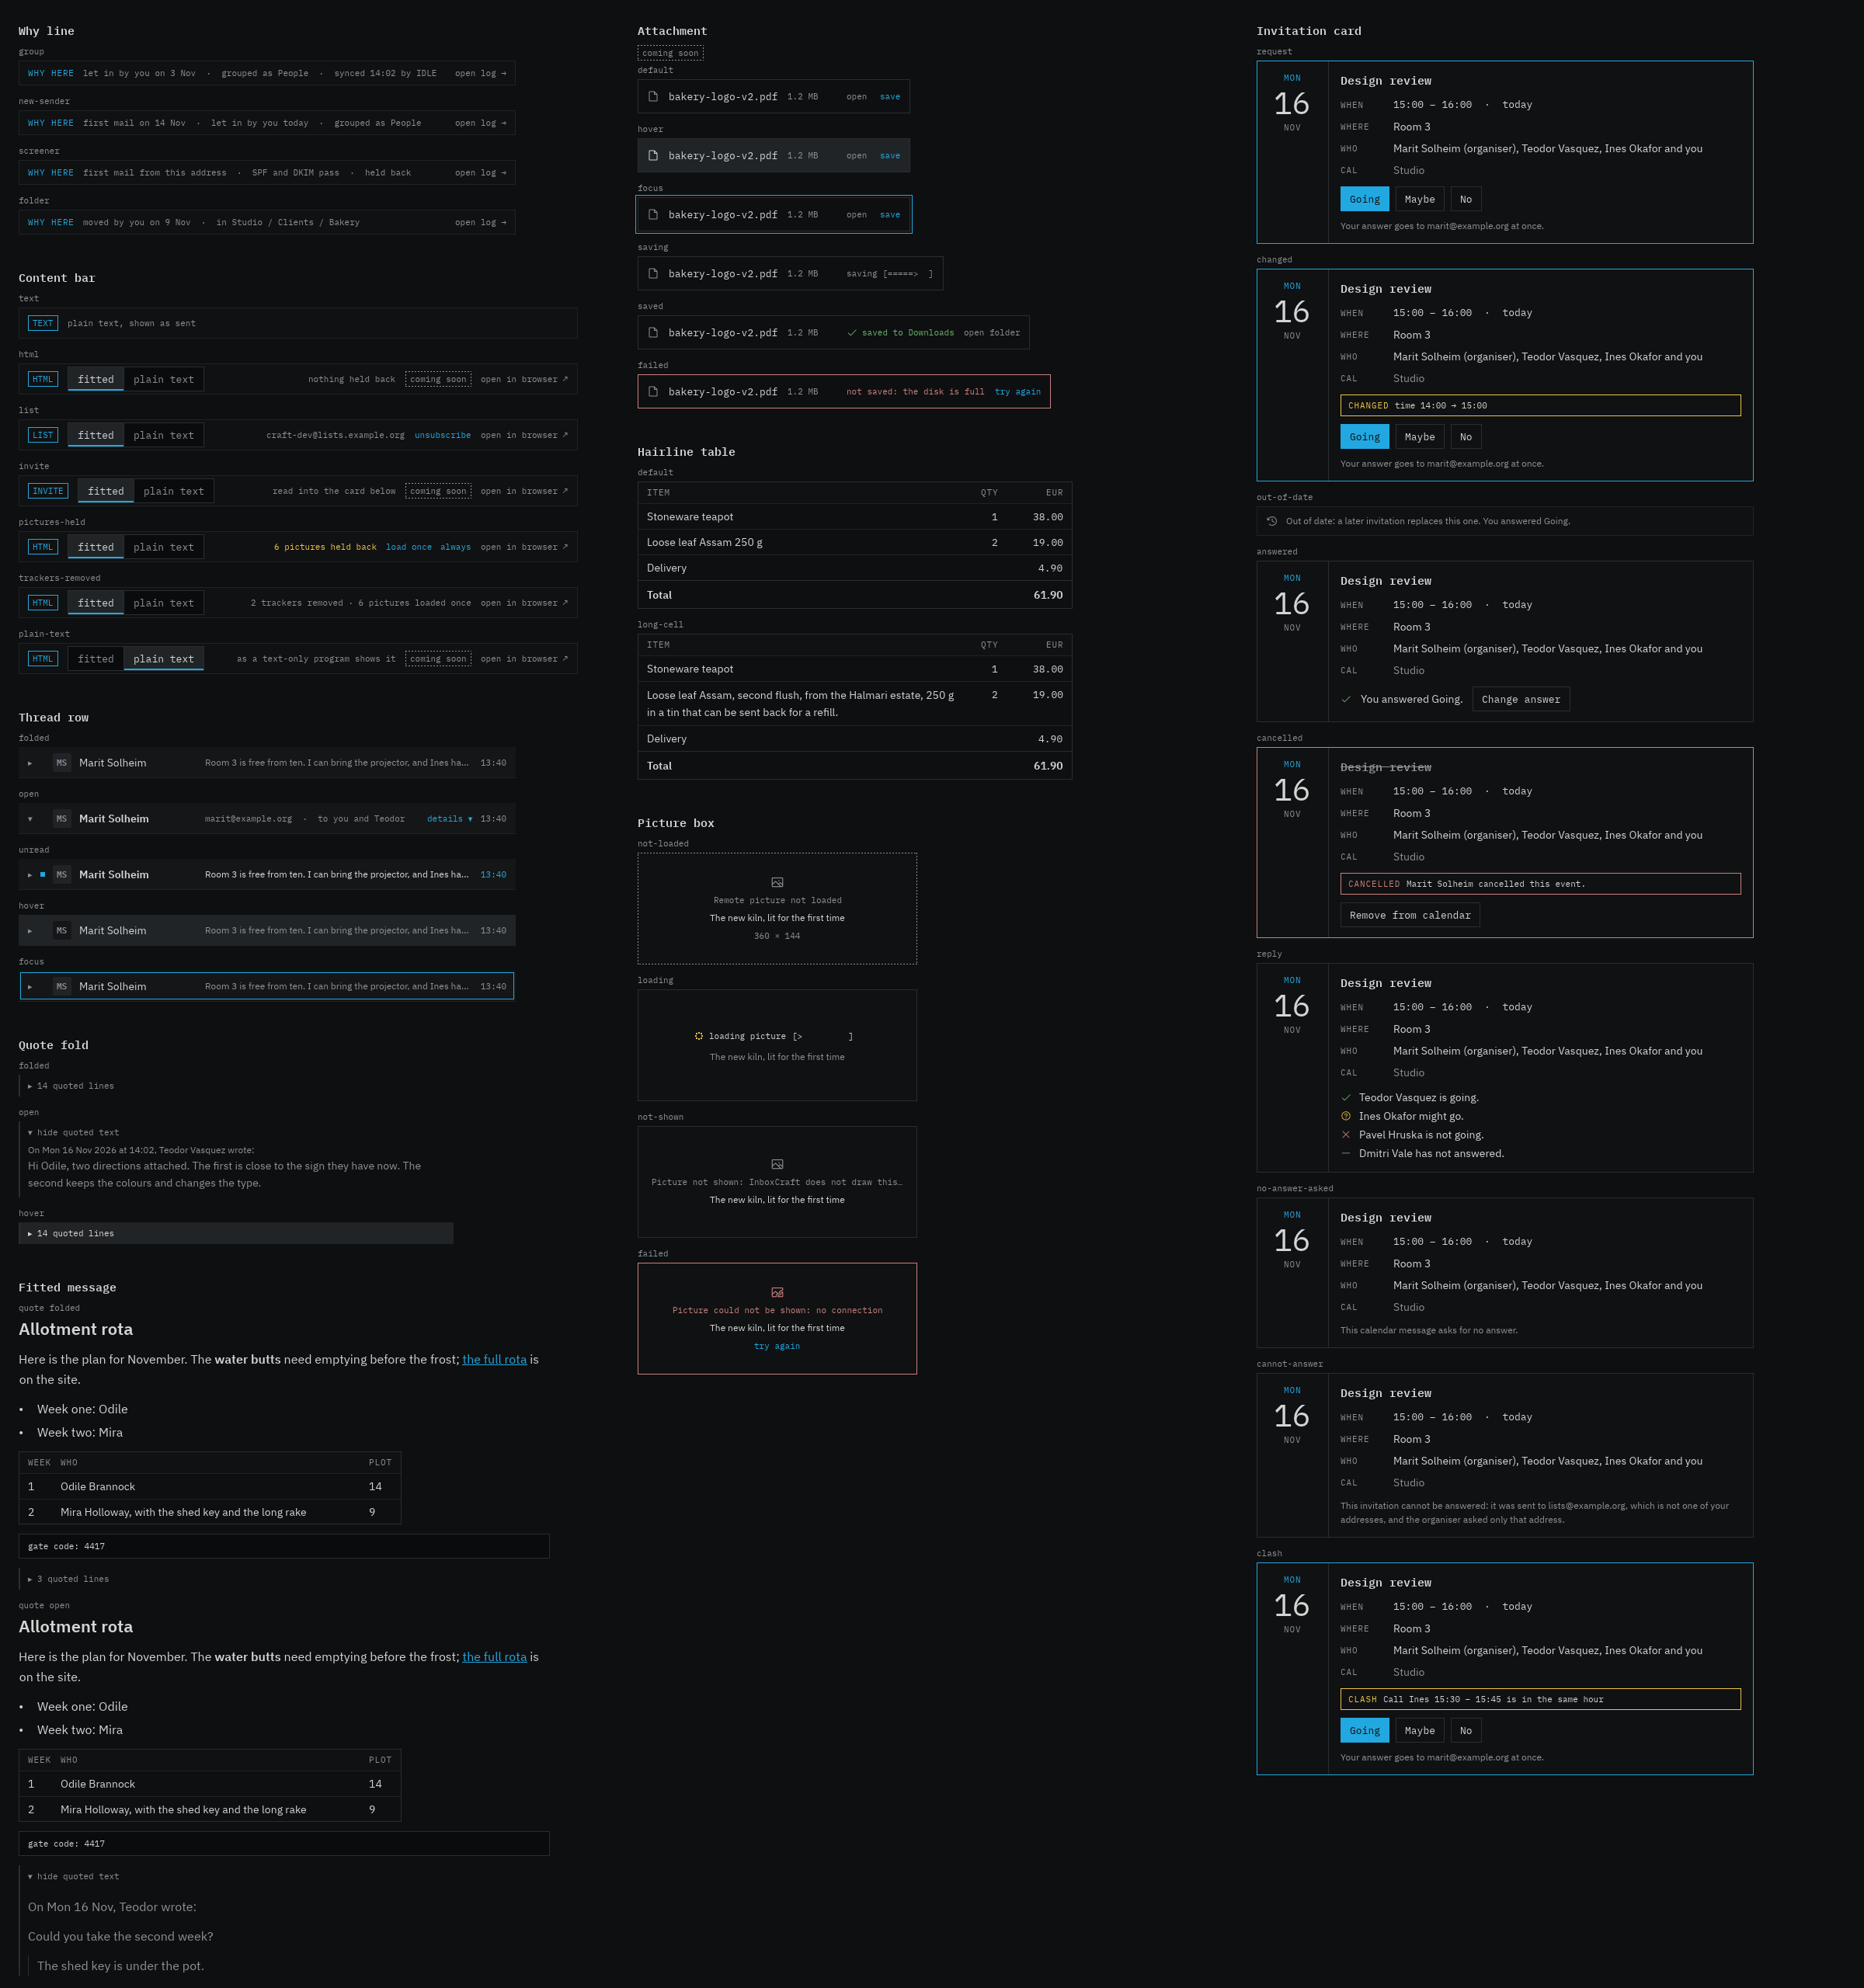 Why line
group
WHY HERE let in by you on 3 Nov · grouped as People · synced 14:02 by IDLE open log →
new-sender
WHY HERE first mail on 14 Nov · let in by you today · grouped as People open log →
screener
WHY HERE first mail from this address · SPF and DKIM pass · held back open log →
folder
WHY HERE moved by you on 9 Nov · in Studio / Clients / Bakery open log →
Content bar
text
TEXT plain text, shown as sent
html
HTML fitted plain text nothing held back coming soon open in browser ↗
list
LIST fitted plain text craft-dev@lists.example.org unsubscribe open in browser ↗
invite
INVITE fitted plain text read into the card below coming soon open in browser ↗
pictures-held
HTML fitted plain text 6 pictures held back load once always open in browser ↗
trackers-removed
HTML fitted plain text 2 trackers removed · 6 pictures loaded once open in browser ↗
plain-text
HTML fitted plain text as a text-only program shows it coming soon open in browser ↗
Thread row
folded
▸ MS Marit Solheim Room 3 is free from ten. I can bring the projector, and Ines ha… 13:40
open
▾ MS Marit Solheim marit@example.org · to you and Teodor details ▾ 13:40
unread
▸ MS Marit Solheim Room 3 is free from ten. I can bring the projector, and Ines ha… 13:40
hover
▸ MS Marit Solheim Room 3 is free from ten. I can bring the projector, and Ines ha… 13:40
focus
▸ MS Marit Solheim Room 3 is free from ten. I can bring the projector, and Ines ha… 13:40
Quote fold
folded
▸ 14 quoted lines
open
▾ hide quoted text
On Mon 16 Nov 2026 at 14:02, Teodor Vasquez wrote:
Hi Odile, two directions attached. The first is close to the sign they have now. The
second keeps the colours and changes the type.
hover
▸ 14 quoted lines
Fitted message
quote folded
Allotment rota
Here is the plan for November. The water butts need emptying before the frost; the full rota is
on the site.
• Week one: Odile
• Week two: Mira
WEEK WHO PLOT
1 Odile Brannock 14
2 Mira Holloway, with the shed key and the long rake 9
gate code: 4417
▸ 3 quoted lines
quote open
Allotment rota
Here is the plan for November. The water butts need emptying before the frost; the full rota is
on the site.
• Week one: Odile
• Week two: Mira
WEEK WHO PLOT
1 Odile Brannock 14
2 Mira Holloway, with the shed key and the long rake 9
gate code: 4417
▾ hide quoted text
On Mon 16 Nov, Teodor wrote:
Could you take the second week?
The shed key is under the pot.
Attachment
coming soon
default
bakery-logo-v2.pdf 1.2 MB open save
hover
bakery-logo-v2.pdf 1.2 MB open save
focus
bakery-logo-v2.pdf 1.2 MB open save
saving
bakery-logo-v2.pdf 1.2 MB saving [=====> ]
saved
bakery-logo-v2.pdf 1.2 MB saved to Downloads open folder
failed
bakery-logo-v2.pdf 1.2 MB not saved: the disk is full try again
Hairline table
default
ITEM QTY EUR
Stoneware teapot 1 38.00
Loose leaf Assam 250 g 2 19.00
Delivery 4.90
Total 61.90
long-cell
ITEM QTY EUR
Stoneware teapot 1 38.00
Loose leaf Assam, second flush, from the Halmari estate, 250 g 2 19.00
in a tin that can be sent back for a refill.
Delivery 4.90
Total 61.90
Picture box
not-loaded
Remote picture not loaded
The new kiln, lit for the first time
360 × 144
loading
loading picture [> ]
The new kiln, lit for the first time
not-shown
Picture not shown: InboxCraft does not draw this…
The new kiln, lit for the first time
failed
Picture could not be shown: no connection
The new kiln, lit for the first time
try again
Invitation card
request
MON
16
NOV
Design review
WHEN 15:00 – 16:00 · today
WHERE Room 3
WHO Marit Solheim (organiser), Teodor Vasquez, Ines Okafor and you
CAL Studio
Going Maybe No
Your answer goes to marit@example.org at once.
changed
MON
16
NOV
Design review
WHEN 15:00 – 16:00 · today
WHERE Room 3
WHO Marit Solheim (organiser), Teodor Vasquez, Ines Okafor and you
CAL Studio
CHANGED time 14:00 → 15:00
Going Maybe No
Your answer goes to marit@example.org at once.
out-of-date
Out of date: a later invitation replaces this one. You answered Going.
answered
MON
16
NOV
Design review
WHEN 15:00 – 16:00 · today
WHERE Room 3
WHO Marit Solheim (organiser), Teodor Vasquez, Ines Okafor and you
CAL Studio
You answered Going. Change answer
cancelled
MON
16
NOV
Design review
WHEN 15:00 – 16:00 · today
WHERE Room 3
WHO Marit Solheim (organiser), Teodor Vasquez, Ines Okafor and you
CAL Studio
CANCELLED Marit Solheim cancelled this event.
Remove from calendar
reply
MON
16
NOV
Design review
WHEN 15:00 – 16:00 · today
WHERE Room 3
WHO Marit Solheim (organiser), Teodor Vasquez, Ines Okafor and you
CAL Studio
Teodor Vasquez is going.
Ines Okafor might go.
Pavel Hruska is not going.
Dmitri Vale has not answered.
no-answer-asked
MON
16
NOV
Design review
WHEN 15:00 – 16:00 · today
WHERE Room 3
WHO Marit Solheim (organiser), Teodor Vasquez, Ines Okafor and you
CAL Studio
This calendar message asks for no answer.
cannot-answer
MON
16
NOV
Design review
WHEN 15:00 – 16:00 · today
WHERE Room 3
WHO Marit Solheim (organiser), Teodor Vasquez, Ines Okafor and you
CAL Studio
This invitation cannot be answered: it was sent to lists@example.org, which is not one of your
addresses, and the organiser asked only that address.
clash
MON
16
NOV
Design review
WHEN 15:00 – 16:00 · today
WHERE Room 3
WHO Marit Solheim (organiser), Teodor Vasquez, Ines Okafor and you
CAL Studio
CLASH Call Ines 15:30 – 15:45 is in the same hour
Going Maybe No
Your answer goes to marit@example.org at once.